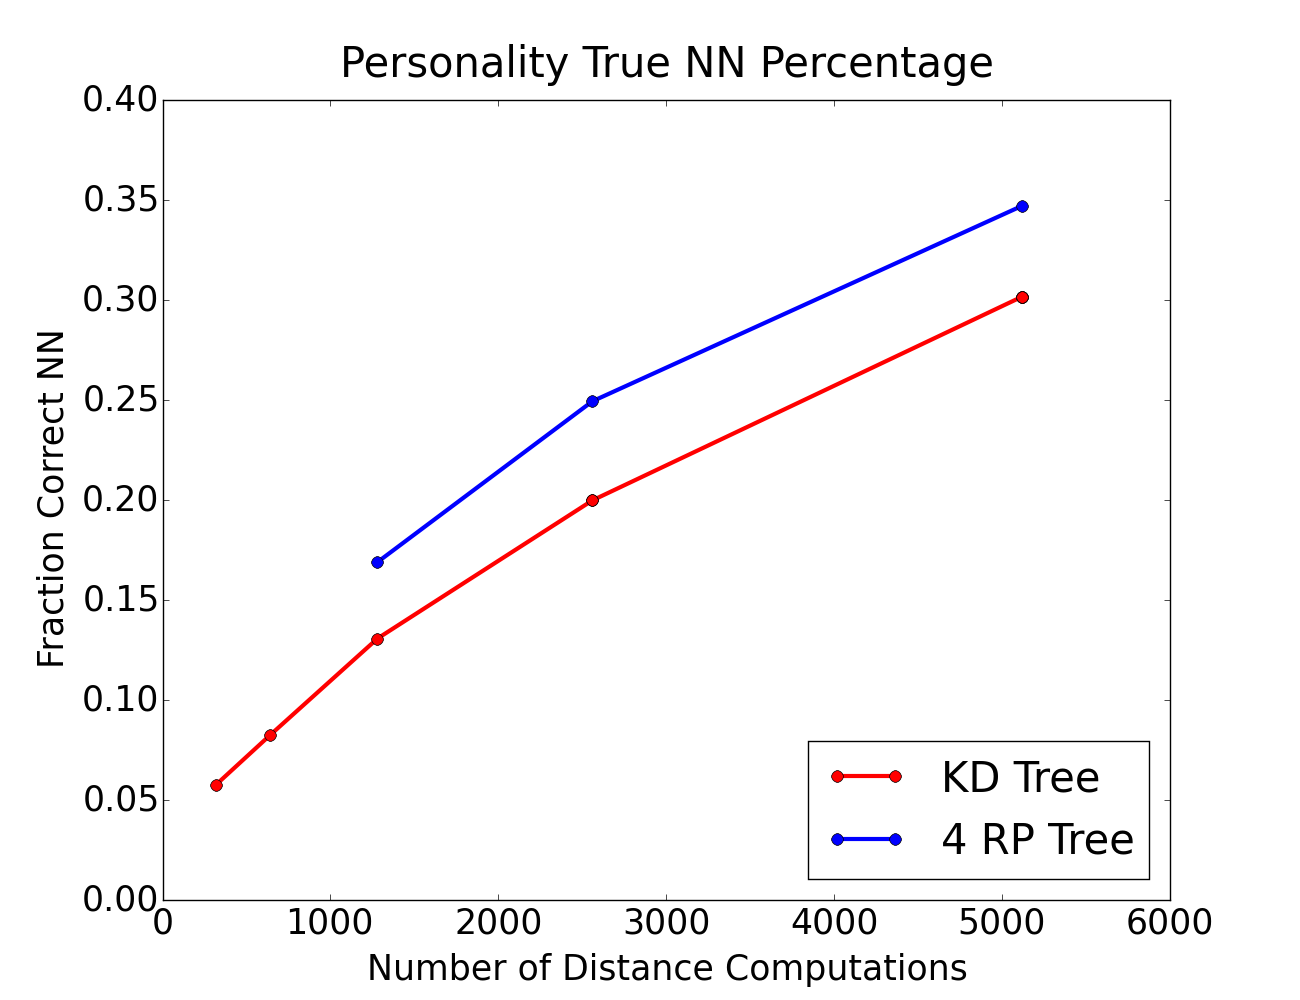 Personality True NN Percentage
0.40
0.35
0.30
0.25
0.20
0.15
0.10
0.05
0.00
Fraction Correct NN
KD Tree
4 RP Tree
0 1000 2000 3000 4000 5000 6000
Number of Distance Computations